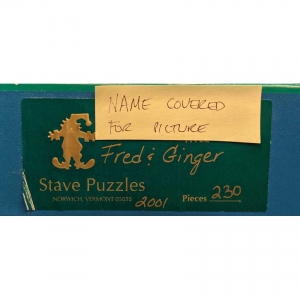 NAME COVERED
FOR PICTURE
Fred & Ginger
Stave Puzzles
NORWICH, VERMONT 05055
2001
Pieces 230